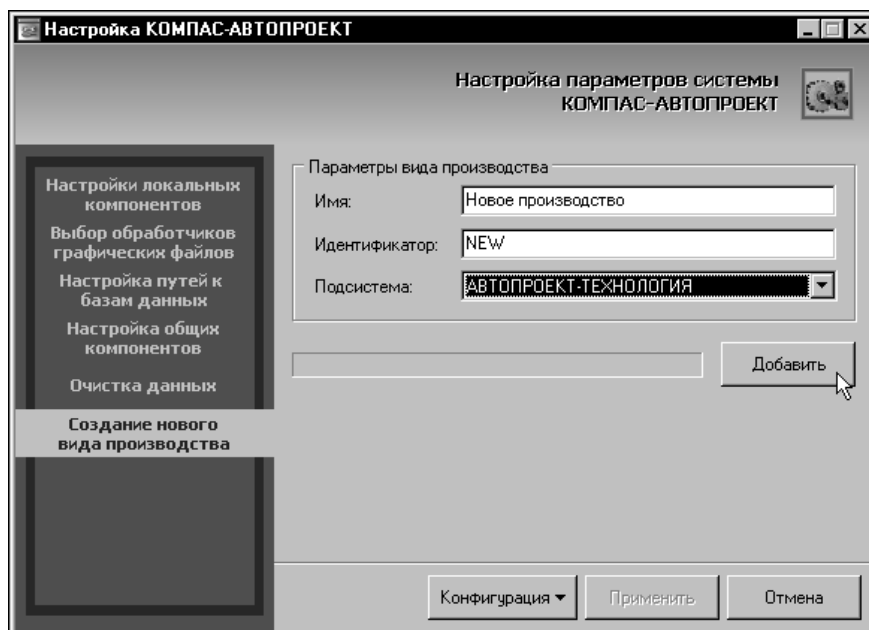 Настройка КОМПАС-АВТОПРОЕКТ
Настройка параметров системы
КОМПАС-АВТОПРОЕКТ
Настройки локальных
компонентов
Выбор обработчиков
графических файлов
Настройка путей к
базам данных
Настройка общих
компонентов
Очистка данных
Создание нового
вида производства
Параметры вида производства
Имя: Новое производство
Идентификатор: NEW
Подсистема: АВТОПРОЕКТ-ТЕХНОЛОГИЯ
Добавить
Конфигурация Применить Отмена